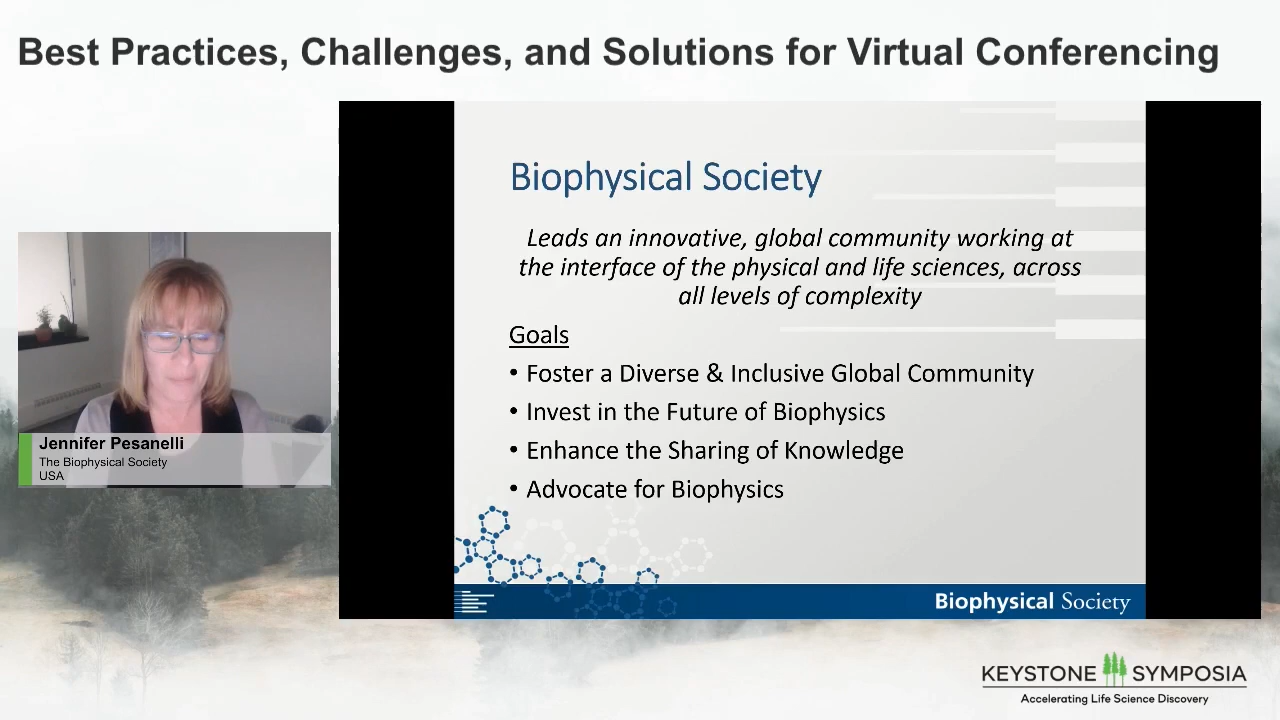 Best Practices, Challenges, and Solutions for Virtual Conferencing
Biophysical Society
Leads an innovative, global community working at
the interface of the physical and life sciences, across
all levels of complexity
Goals
• Foster a Diverse & Inclusive Global Community
• Invest in the Future of Biophysics
• Enhance the Sharing of Knowledge
• Advocate for Biophysics
Biophysical Society
Jennifer Pesanelli
The Biophysical Society
USA
KEYSTONE SYMPOSIA
Accelerating Life Science Discovery